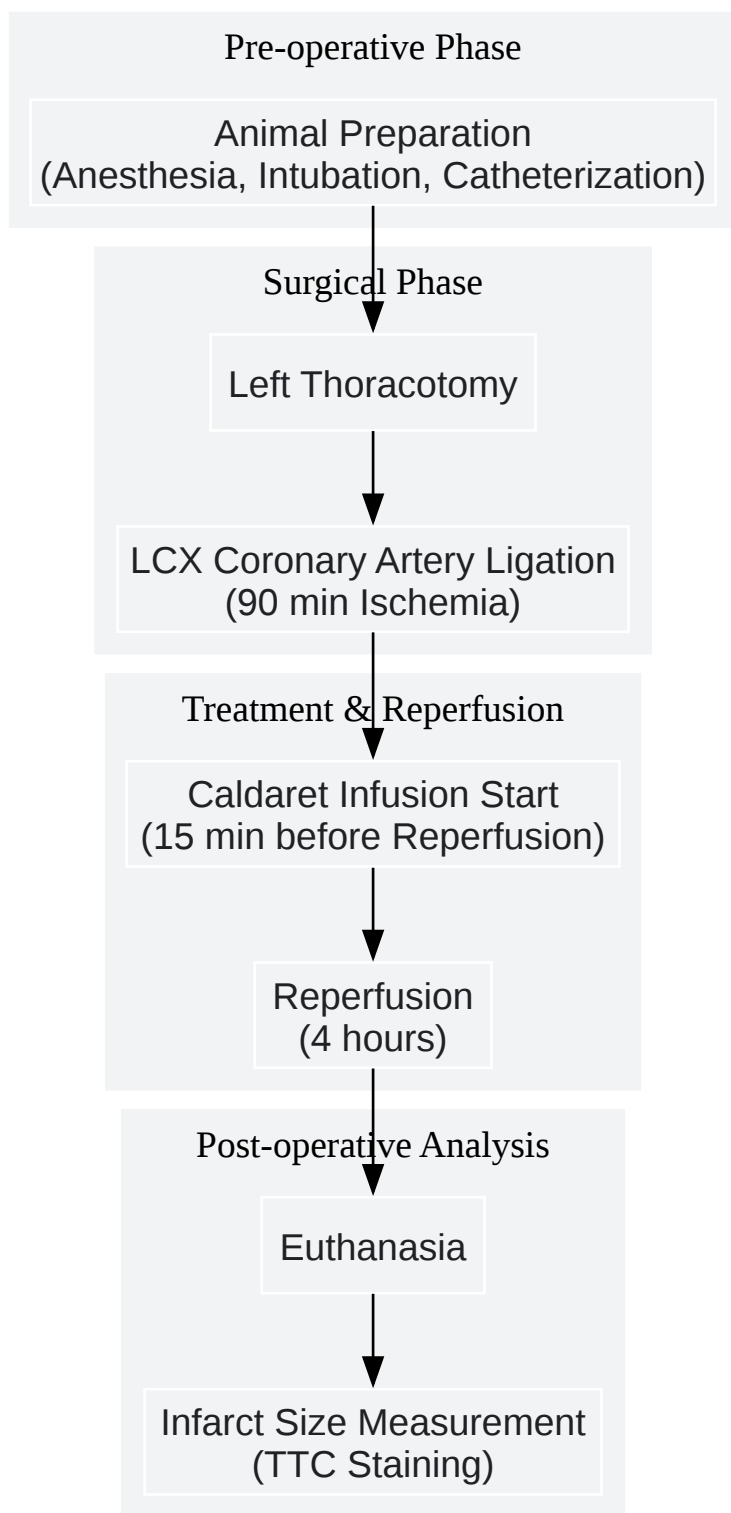 Pre-operative Phase
Animal Preparation
(Anesthesia, Intubation, Catheterization)
Surgical Phase
Left Thoracotomy
LCX Coronary Artery Ligation
(90 min Ischemia)
Treatment & Reperfusion
Caldaret Infusion Start
(15 min before Reperfusion)
Reperfusion
(4 hours)
Post-operative Analysis
Euthanasia
Infarct Size Measurement
(TTC Staining)